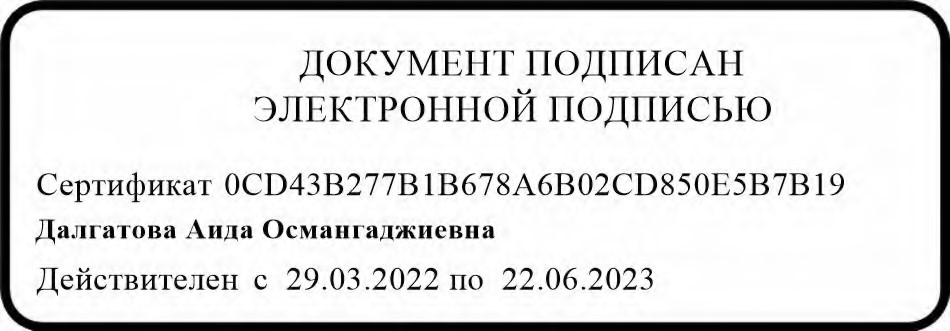 ДОКУМЕНТ ПОДПИСАН
ЭЛЕКТРОННОЙ ПОДПИСЬЮ
Сертификат 0CD43B277B1B678A6B02CD850E5B7B19
Далгатова Аида Османгаджиевна
Действителен с 29.03.2022 по 22.06.2023